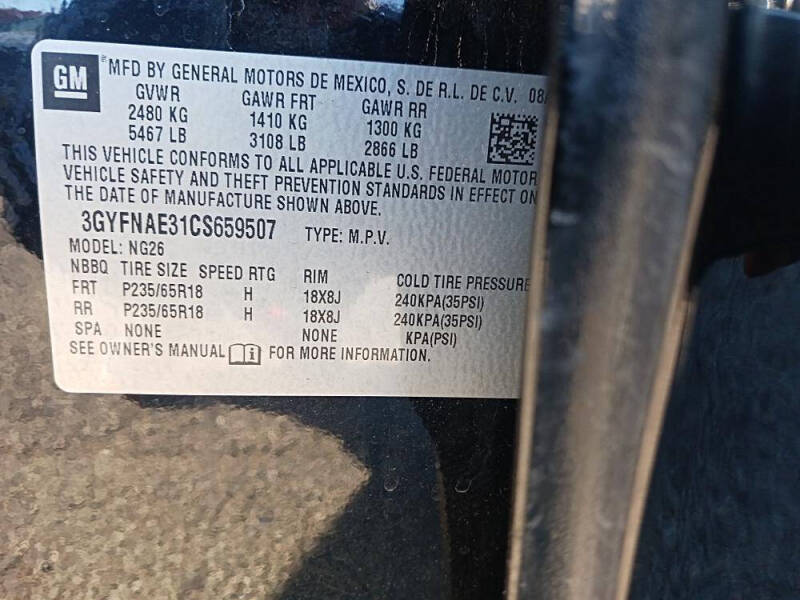 GM ® MFD BY GENERAL MOTORS DE MEXICO, S. DE R.L. DE C.V. 08/
GVWR GAWR FRT GAWR RR
2480 KG 1410 KG 1300 KG
5467 LB 3108 LB 2866 LB
THIS VEHICLE CONFORMS TO ALL APPLICABLE U.S. FEDERAL MOTOR
VEHICLE SAFETY AND THEFT PREVENTION STANDARDS IN EFFECT ON
THE DATE OF MANUFACTURE SHOWN ABOVE.
3GYFNAE31CS659507 TYPE: M.P.V.
MODEL: NG26
NBBQ TIRE SIZE SPEED RTG RIM COLD TIRE PRESSURE
FRT P235/65R18 H 18X8J 240KPA(35PSI)
RR P235/65R18 H 18X8J 240KPA(35PSI)
SPA NONE NONE KPA(PSI)
SEE OWNER'S MANUAL FOR MORE INFORMATION.